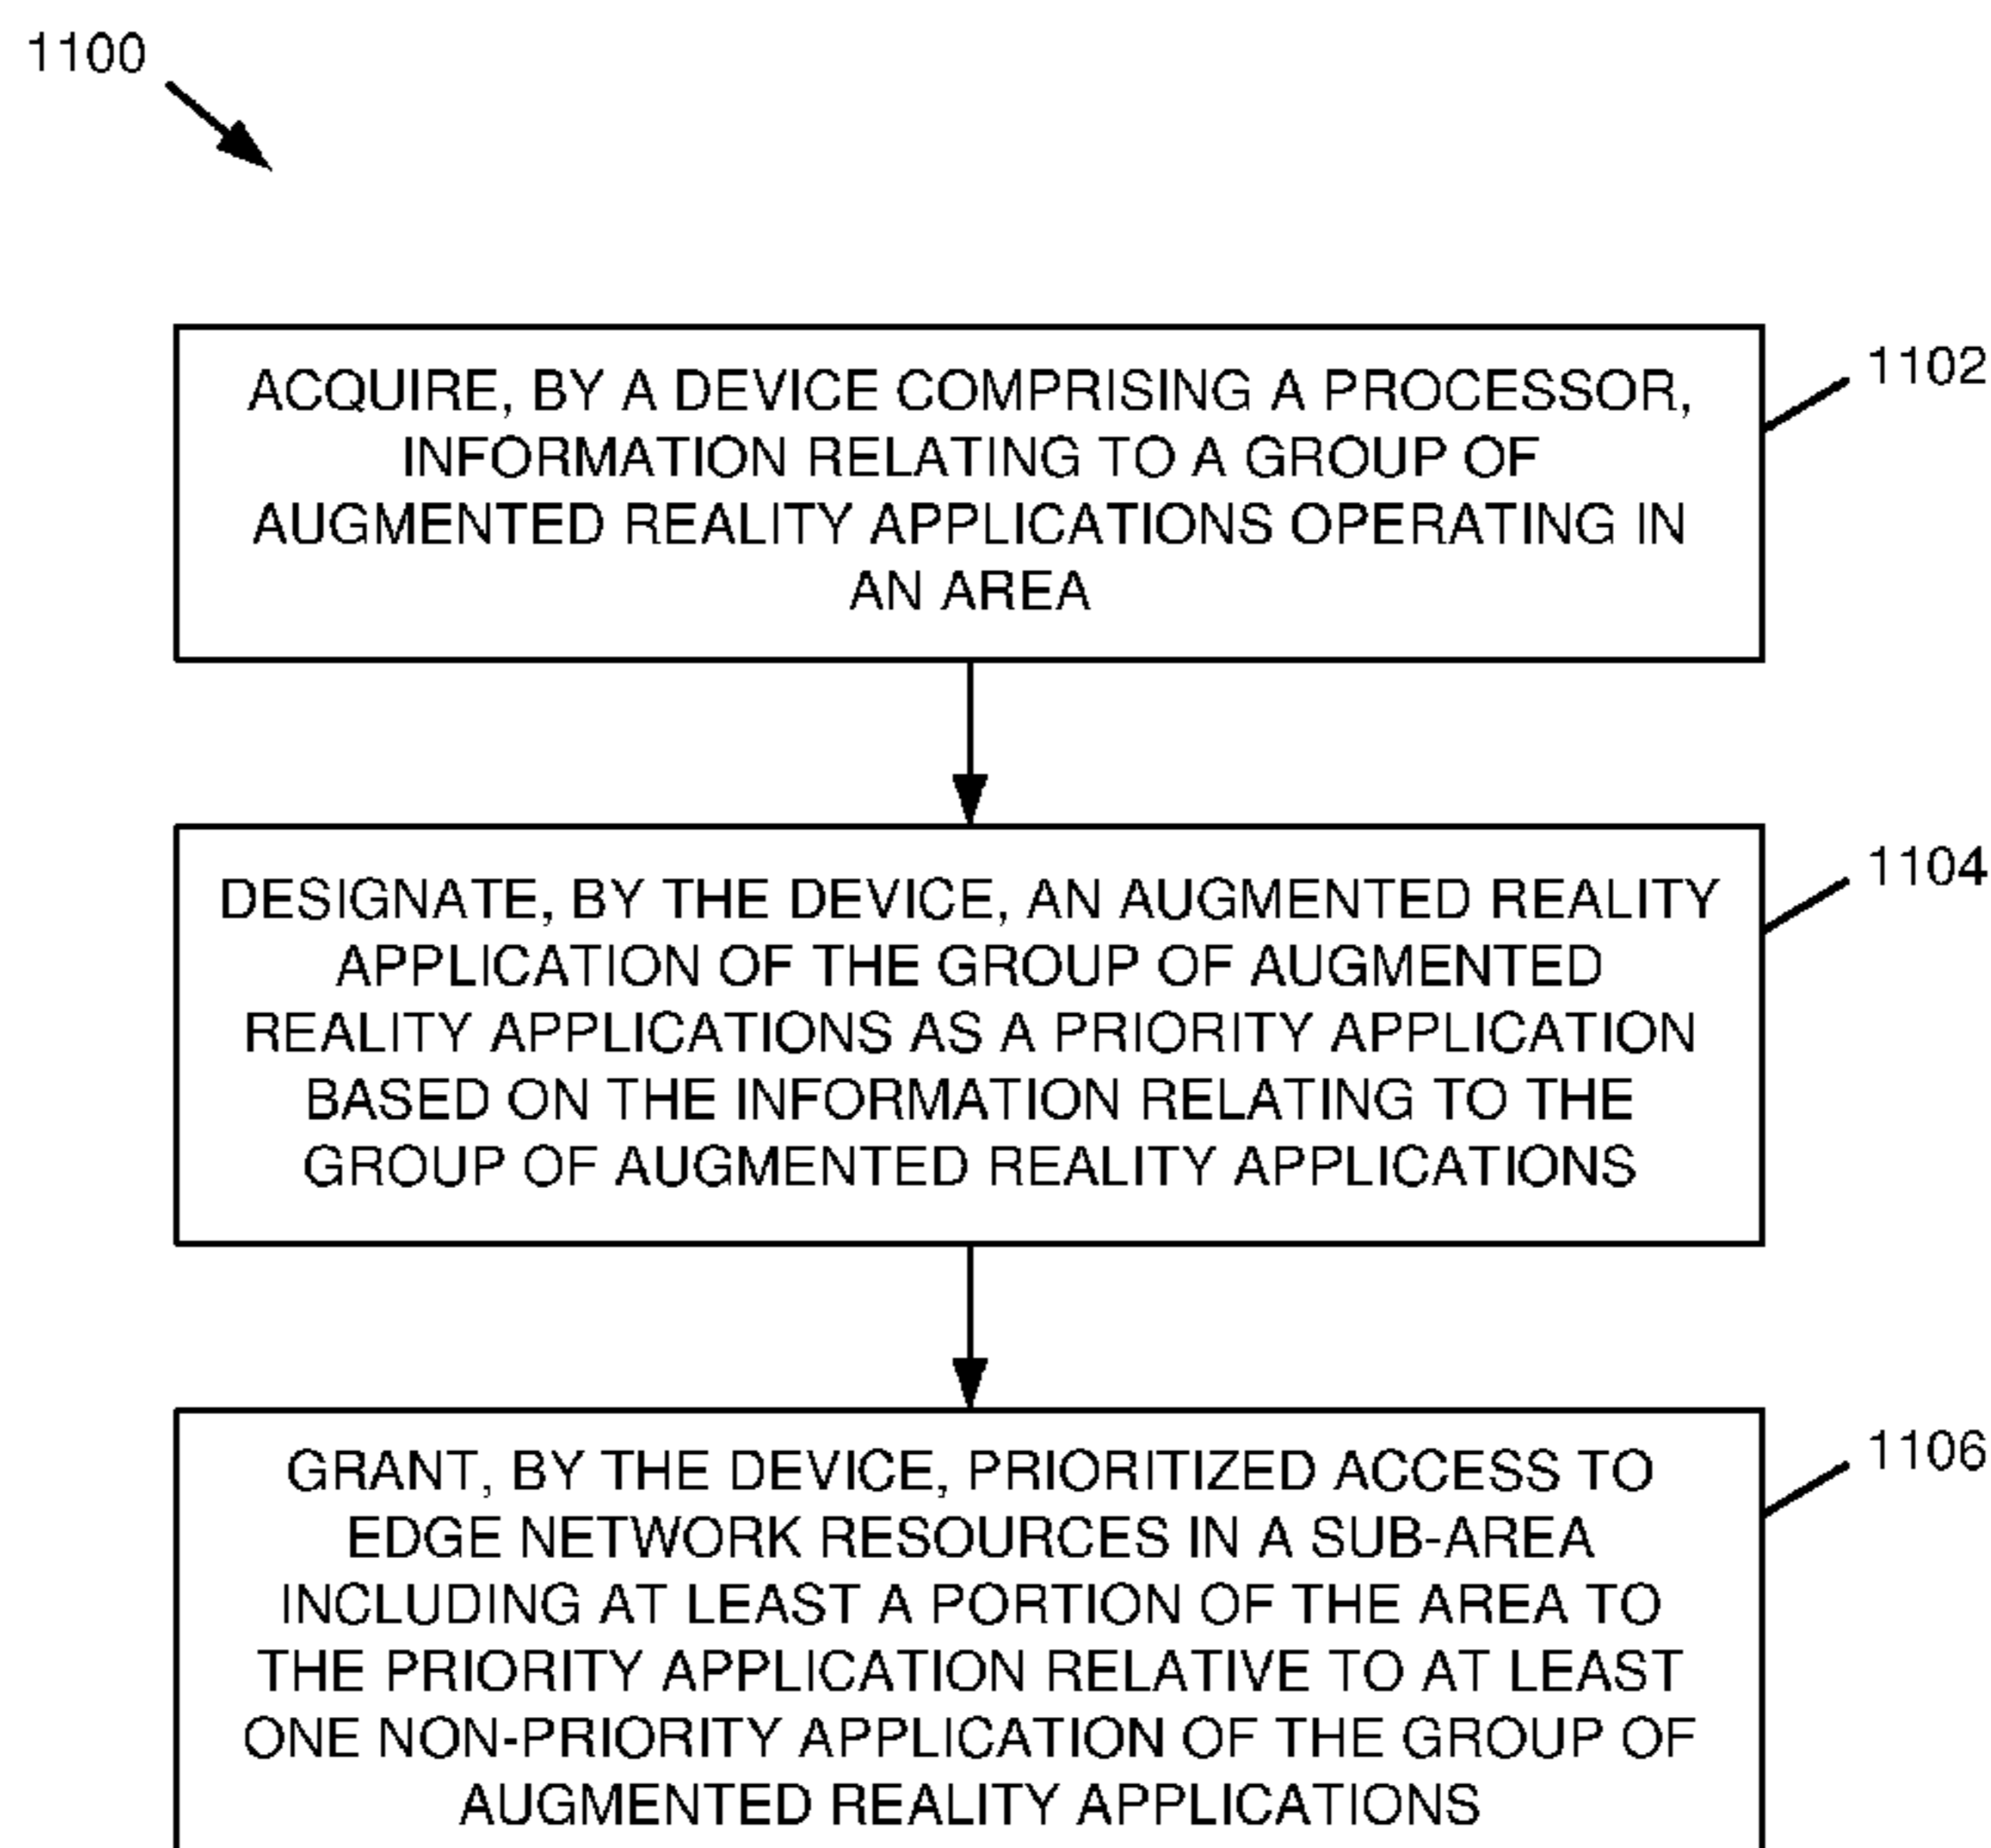 1100
ACQUIRE, BY A DEVICE COMPRISING A PROCESSOR,
INFORMATION RELATING TO A GROUP OF
AUGMENTED REALITY APPLICATIONS OPERATING IN
AN AREA
1102
DESIGNATE, BY THE DEVICE, AN AUGMENTED REALITY
APPLICATION OF THE GROUP OF AUGMENTED
REALITY APPLICATIONS AS A PRIORITY APPLICATION
BASED ON THE INFORMATION RELATING TO THE
GROUP OF AUGMENTED REALITY APPLICATIONS
1104
GRANT, BY THE DEVICE, PRIORITIZED ACCESS TO
EDGE NETWORK RESOURCES IN A SUB-AREA
INCLUDING AT LEAST A PORTION OF THE AREA TO
THE PRIORITY APPLICATION RELATIVE TO AT LEAST
ONE NON-PRIORITY APPLICATION OF THE GROUP OF
AUGMENTED REALITY APPLICATIONS
1106